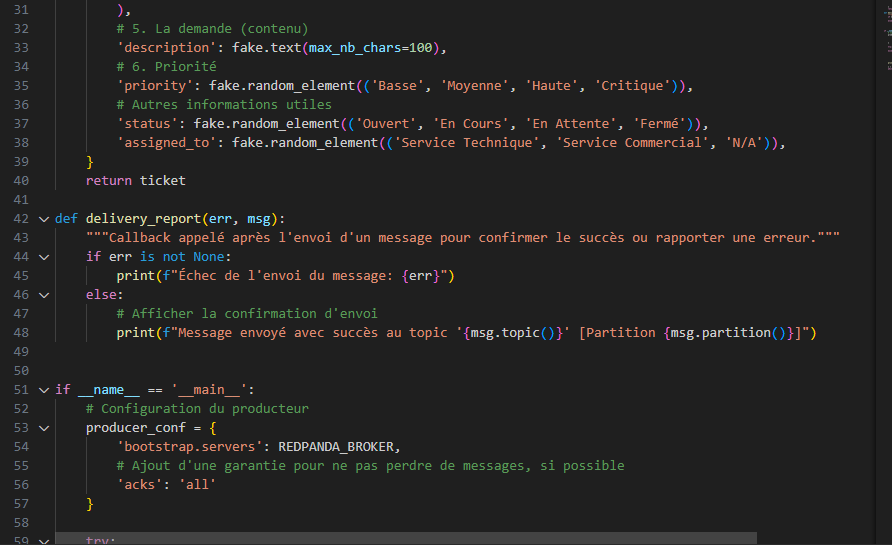 31 ),
32 # 5. La demande (contenu)
33 'description': fake.text(max_nb_chars=100),
34 # 6. Priorité
35 'priority': fake.random_element(('Basse', 'Moyenne', 'Haute', 'Critique')),
36 # Autres informations utiles
37 'status': fake.random_element(('Ouvert', 'En Cours', 'En Attente', 'Fermé')),
38 'assigned_to': fake.random_element(('Service Technique', 'Service Commercial', 'N/A')),
39 }
40 return ticket
41
42 def delivery_report(err, msg):
43 """Callback appelé après l'envoi d'un message pour confirmer le succès ou rapporter une erreur."""
44 if err is not None:
45 print(f"Échec de l'envoi du message: {err}")
46 else:
47 # Afficher la confirmation d'envoi
48 print(f"Message envoyé avec succès au topic '{msg.topic()}' [Partition {msg.partition()}]")
49
50
51 if __name__ == '__main__':
52 # Configuration du producteur
53 producer_conf = {
54 'bootstrap.servers': REDPANDA_BROKER,
55 # Ajout d'une garantie pour ne pas perdre de messages, si possible
56 'acks': 'all'
57 }
58
59 try: